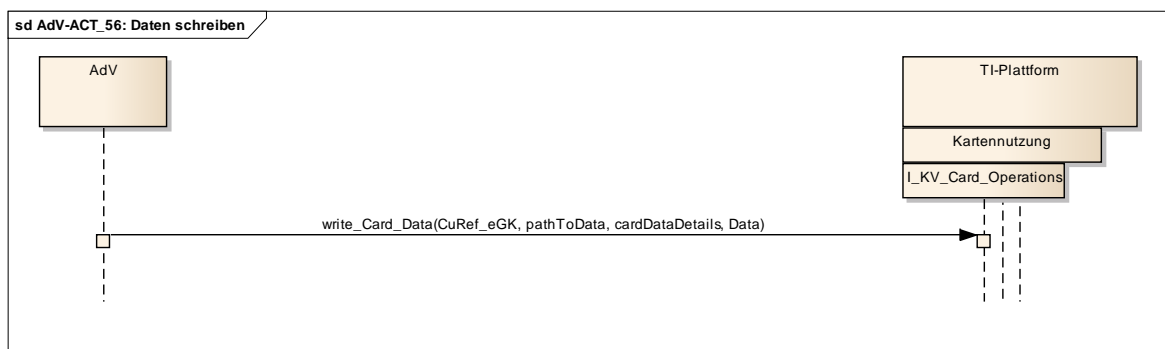 sd AdV-ACT_56: Daten schreiben
AdV
TI-Plattform
Kartennutzung
I_KV_Card_Operations
write_Card_Data(CuRef_eGK, pathToData, cardDataDetails, Data)